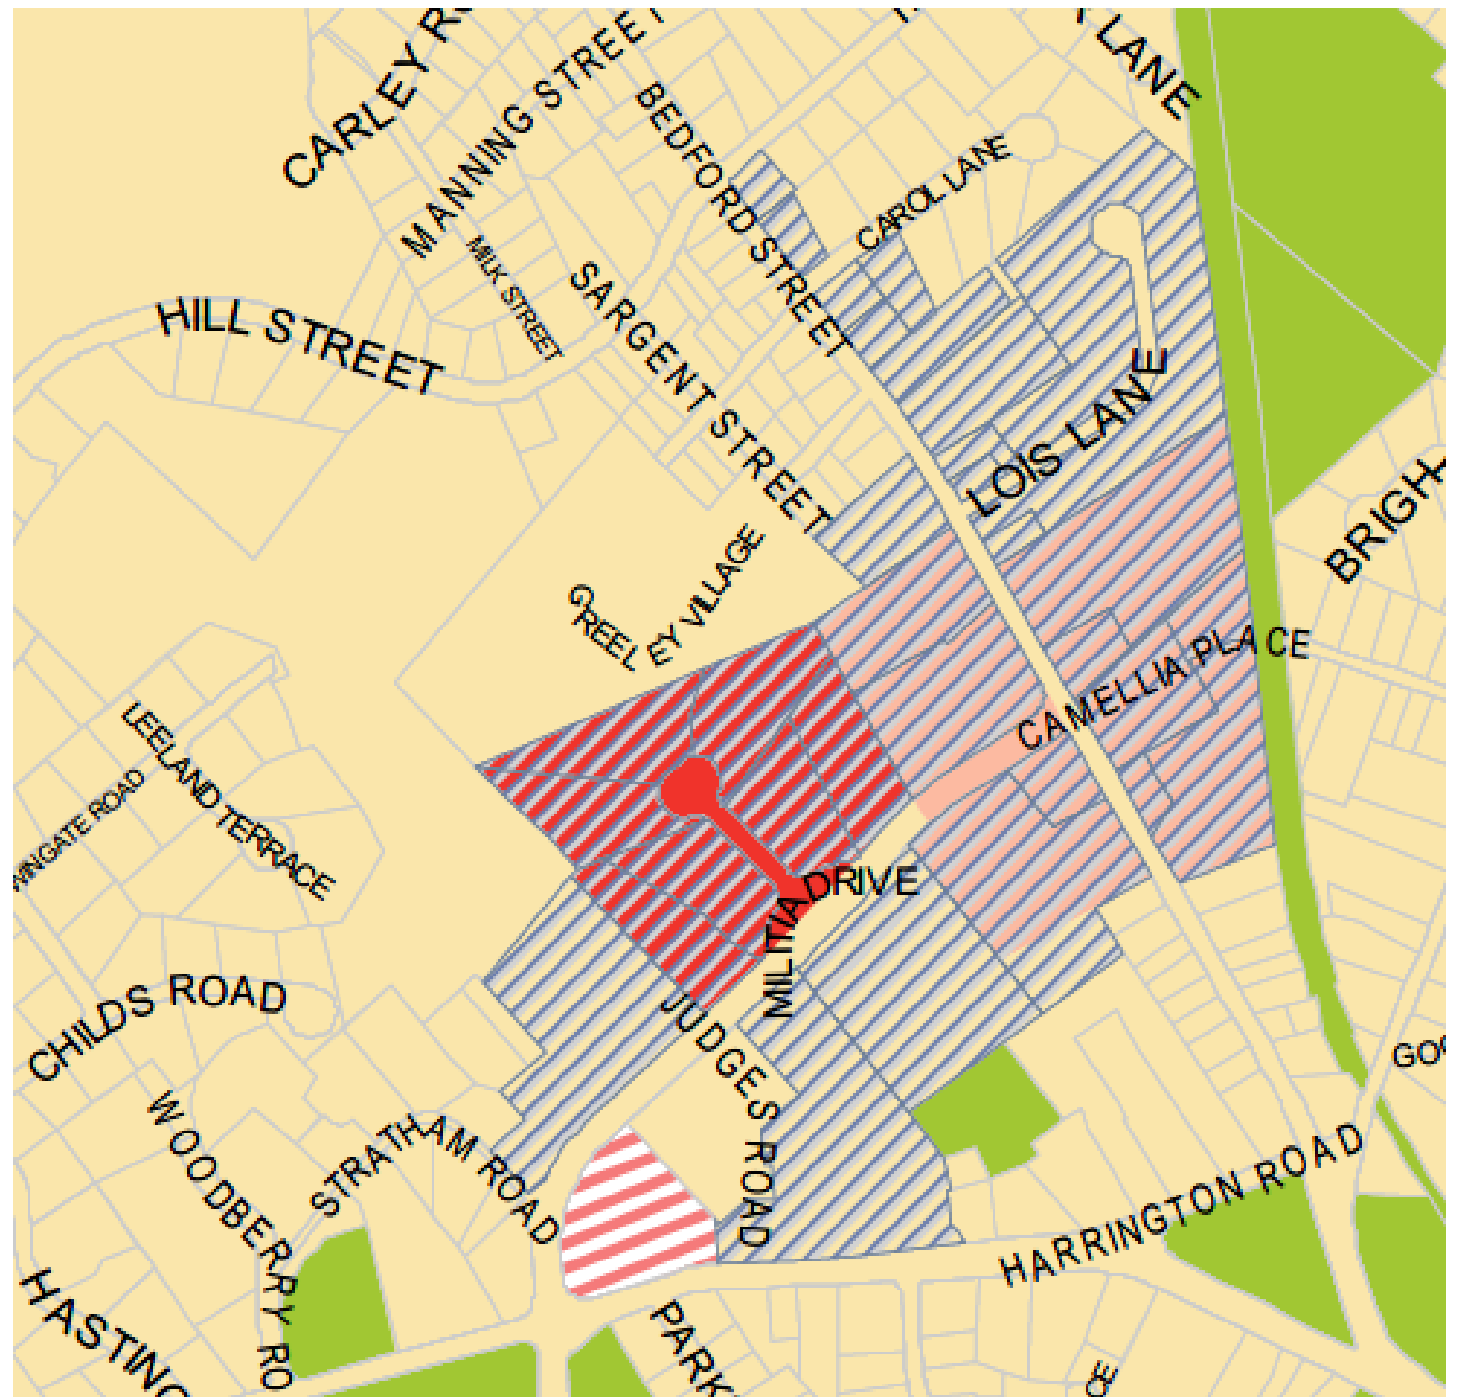 CARLEY
MANNING STREET
LANE
BEDFORD STREET
CAROL LANE
MILK STREET
SARGENT STREET
HILL STREET
LOIS LANE
BRIGH
GREELEY VILLAGE
CAMELLIA PLACE
LEELAND TERRACE
WINGATE ROAD
MILITIA DRIVE
CHILDS ROAD
JUDGES ROAD
WOODBERRY RO
STRATHAM ROAD
HARRINGTON ROAD
HASTING
PARK
CE